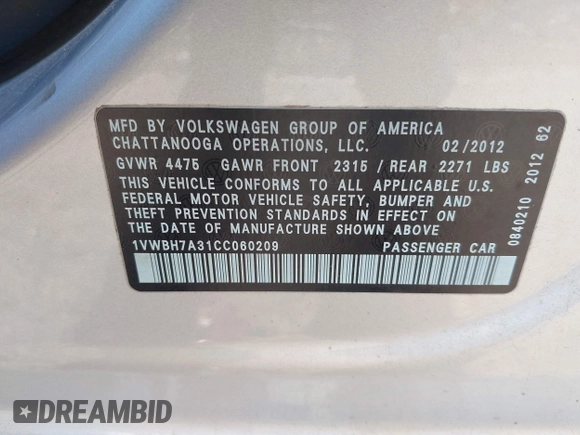 MFD BY VOLKSWAGEN GROUP OF AMERICA
CHATTANOOGA OPERATIONS, LLC. 02/2012
GVWR 4475 GAWR FRONT 2315 / REAR 2271 LBS
THIS VEHICLE CONFORMS TO ALL APPLICABLE U.S.
FEDERAL MOTOR VEHICLE SAFETY, BUMPER AND
THEFT PREVENTION STANDARDS IN EFFECT ON
THE DATE OF MANUFACTURE SHOWN ABOVE
1VWBH7A31CC060209 PASSENGER CAR
0840210 2012 62
DREAMBID